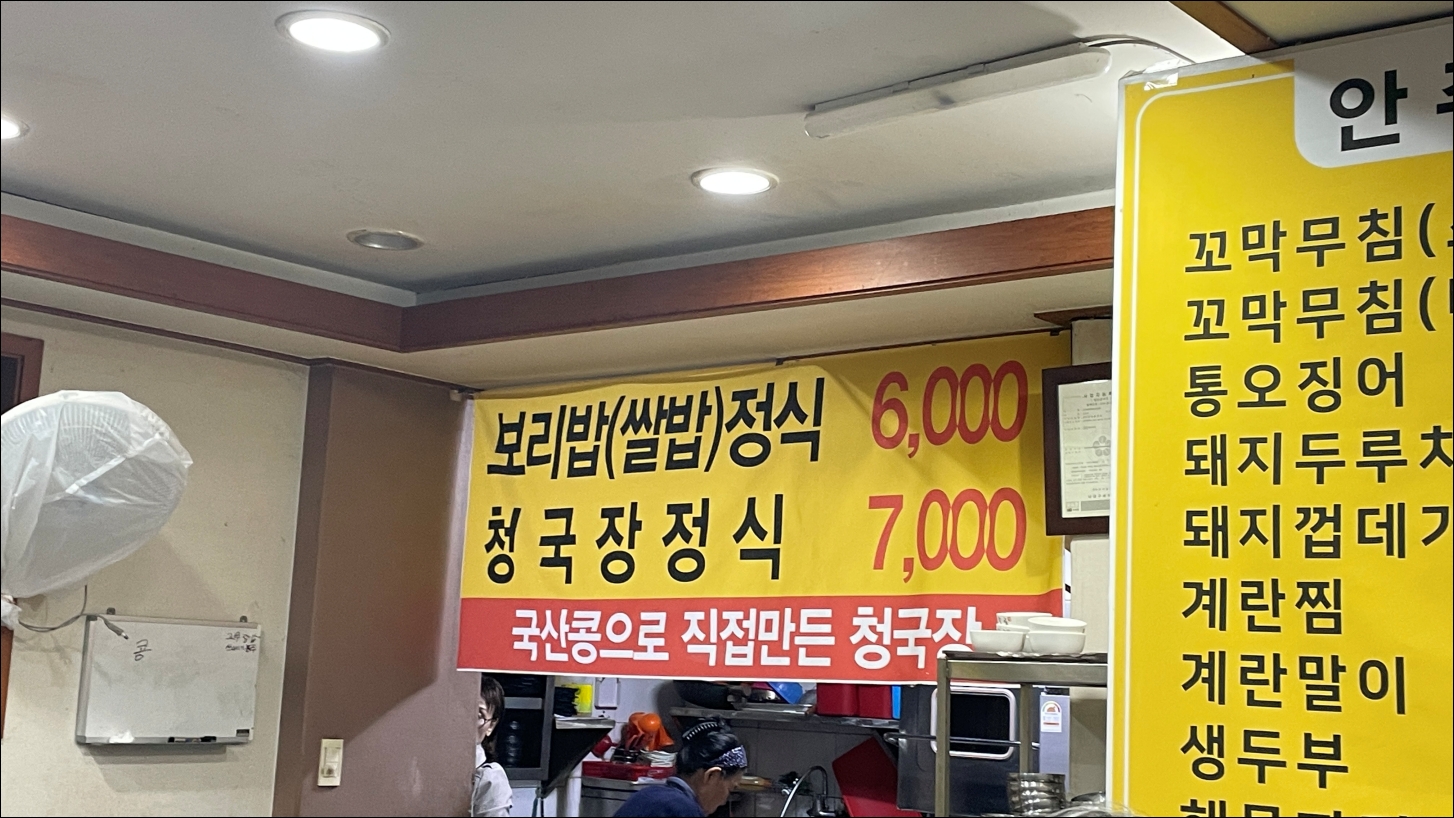 보리밥(쌀밥)정식 6,000
청국장정식 7,000
국산콩으로 직접만든 청국장
콩
안
꼬막무침(
꼬막무침(
통오징어
돼지두루치
돼지껍데기
계란찜
계란말이
생두부